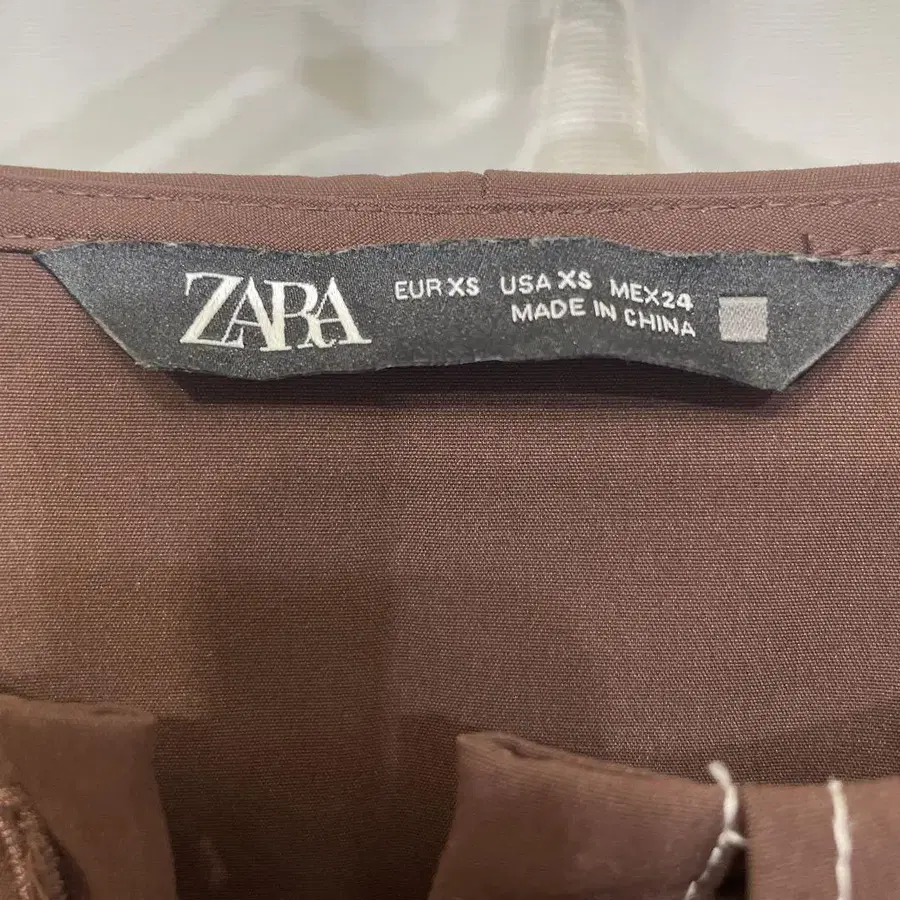 ZARA
EUR XS USA XS MEX 24
MADE IN CHINA